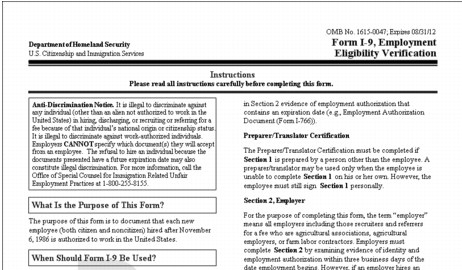 OMB No. 1615-0047; Expires 08/31/12
Department of Homeland Security
U.S. Citizenship and Immigration Services
Form I-9, Employment
Eligibility Verification
Instructions
Please read all instructions carefully before completing this form.
Anti-Discrimination Notice. It is illegal to discriminate against
any individual (other than an alien not authorized to work in the
United States) in hiring, discharging, or recruiting or referring for a
fee because of that individual's national origin or citizenship status.
It is illegal to discriminate against work-authorized individuals.
Employers CANNOT specify which document(s) they will accept
from an employee. The refusal to hire an individual because the
documents presented have a future expiration date may also
constitute illegal discrimination. For more information, call the
Office of Special Counsel for Immigration Related Unfair
Employment Practices at 1-800-255-8155.
What Is the Purpose of This Form?
The purpose of this form is to document that each new
employee (both citizen and noncitizen) hired after November
6, 1986 is authorized to work in the United States.
When Should Form I-9 Be Used?
in Section 2 evidence of employment authorization that
contains an expiration date (e.g., Employment Authorization
Document (Form I-766)).
Preparer/Translator Certification
The Preparer/Translator Certification must be completed if
Section 1 is prepared by a person other than the employee. A
preparer/translator may be used only when the employee is
unable to complete Section 1 on his or her own. However, the
employee must still sign Section 1 personally.
Section 2, Employer
For the purpose of completing this form, the term "employer"
means all employers including those recruiters and referrers
for a fee who are agricultural associations, agricultural
employers, or farm labor contractors. Employers must
complete Section 2 by examining evidence of identity and
employment authorization within three business days of the
date employment begins. However, if an employer hires an